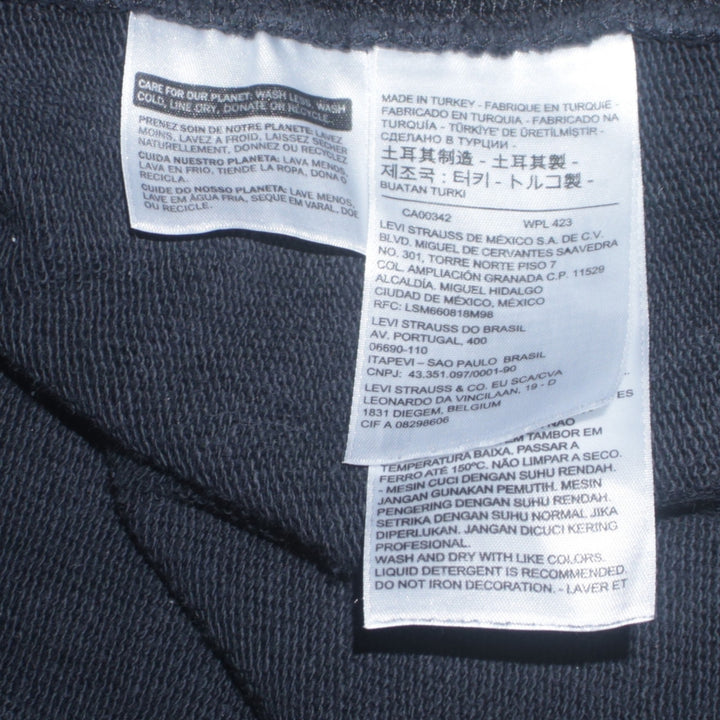 CARE FOR OUR PLANET: WASH LESS, WASH
COLD, LINE DRY, DONATE OR RECYCLE.
PRENEZ SOIN DE NOTRE PLANETE: LAVEZ
MOINS, LAVEZ A FROID, LAISSEZ SÉCHER
NATURELLEMENT, DONNEZ OU RECYCLEZ
CUIDA NUESTRO PLANETA: LAVA MENOS,
LAVA EN FRIO, TIENDE LA ROPA, DONA O
RECICLA.
CUIDE DO NOSSO PLANETA: LAVE MENOS,
LAVE EM ÁGUA FRIA, SEQUE EM VARAL, DOE
OU RECICLE.
MADE IN TURKEY - FABRIQUE EN TURQUIE -
FABRICADO EN TURQUIA - FABRICADO NA
TURQUÍA - TÜRKİYE' DE ÜRETİLMİŞTİR -
СДЕЛАНО В ТУРЦИИ -
土耳其制造 - 土耳其製 -
제조국 : 터키 - トルコ製 -
BUATAN TURKI
CA00342 WPL 423
LEVI STRAUSS DE MÉXICO S.A. DE C.V.
BLVD. MIGUEL DE CERVANTES SAAVEDRA
NO. 301, TORRE NORTE PISO 7
COL. AMPLIACIÓN GRANADA C.P. 11529
ALCALDÍA. MIGUEL HIDALGO
CIUDAD DE MÉXICO, MÉXICO
RFC: LSM660818M98
LEVI STRAUSS DO BRASIL
AV. PORTUGAL, 400
06690-110
ITAPEVI – SAO PAULO BRASIL
CNPJ: 43.351.097/0001-90
LEVI STRAUSS & CO. EU SCA/CVA
LEONARDO DA VINCILAAN, 19 - D
1831 DIEGEM, BELGIUM
CIF A 08298606
ES
NÃO
EM TAMBOR EM
TEMPERATURA BAIXA. PASSAR A
FERRO ATÉ 150ºC. NÃO LIMPAR A SECO.
- MESIN CUCI DENGAN SUHU RENDAH.
JANGAN GUNAKAN PEMUTIH. MESIN
PENGERING DENGAN SUHU RENDAH.
SETRIKA DENGAN SUHU NORMAL JIKA
DIPERLUKAN. JANGAN DICUCI KERING
PROFESIONAL.
WASH AND DRY WITH LIKE COLORS.
LIQUID DETERGENT IS RECOMMENDED.
DO NOT IRON DECORATION. - LAVER ET